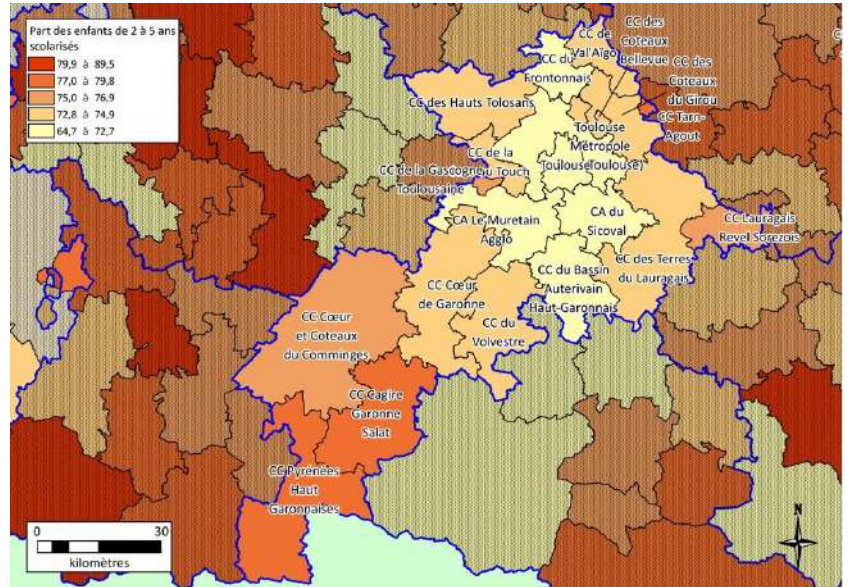 Part des enfants de 2 à 5 ans
scolarisés
79,9 à 89,5
77,0 à 79,8
75,0 à 76,9
72,8 à 74,9
64,7 à 72,7
CC des
Coteaux
Bellevue
CC de
Val'Aïgo
CC du
Frontonnais
CC des
Coteaux
du Girou
CC des Hauts Tolosans
CC Tarn-
Agout
Toulouse
Métropole
Toulouse
Toulouse)
CC de la
u Touch
CC de la Gascogne
Toulousaine
CC Lauragais
Revel Sorezois
CA Le Muretain
Agglo
CA du
Sicoval
CC des Terres
du Lauragais
CC du Bassin
Auterivain
Haut-Garonnais
CC Cœur
de Garonne
CC Cœur
et Coteaux
du Comminges
CC du
Volvestre
CC Cagire
Garonne
Salat
CC Pyrénées
Haut
Garonnaises
N
0 30
kilomètres